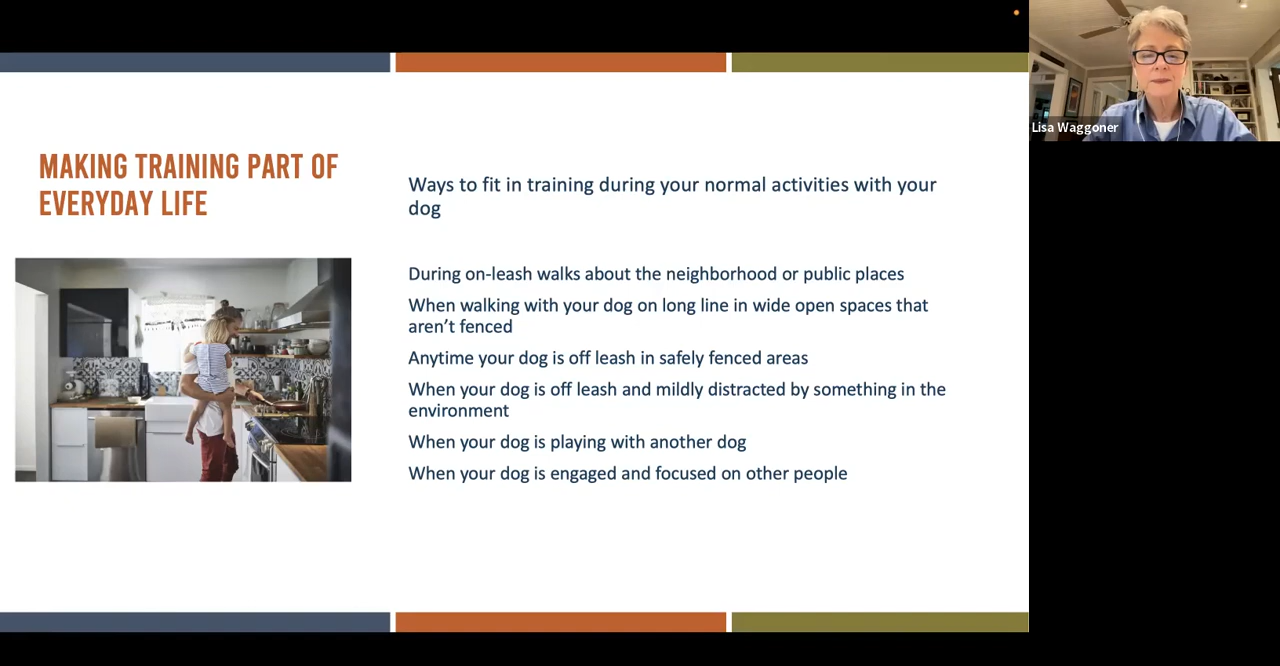 MAKING TRAINING PART OF
EVERYDAY LIFE
Ways to fit in training during your normal activities with your
dog
During on-leash walks about the neighborhood or public places
When walking with your dog on long line in wide open spaces that
aren’t fenced
Anytime your dog is off leash in safely fenced areas
When your dog is off leash and mildly distracted by something in the
environment
When your dog is playing with another dog
When your dog is engaged and focused on other people
Lisa Waggoner